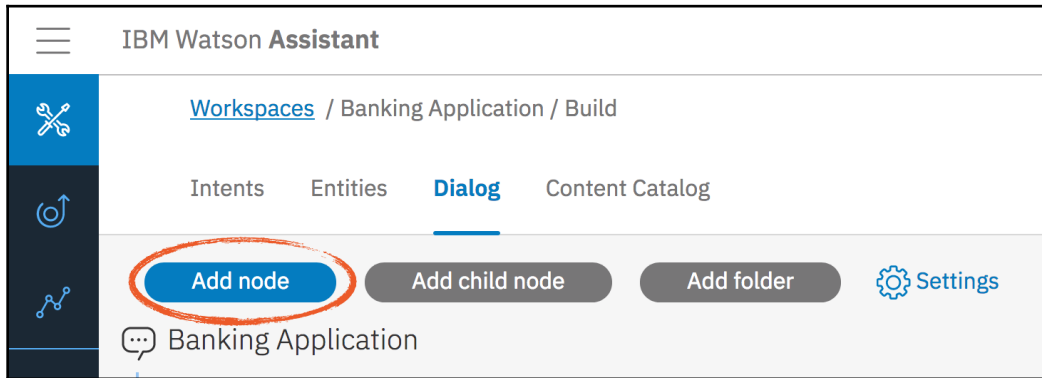 IBM Watson Assistant
Workspaces / Banking Application / Build
Intents Entities Dialog Content Catalog
Add node Add child node Add folder Settings
Banking Application